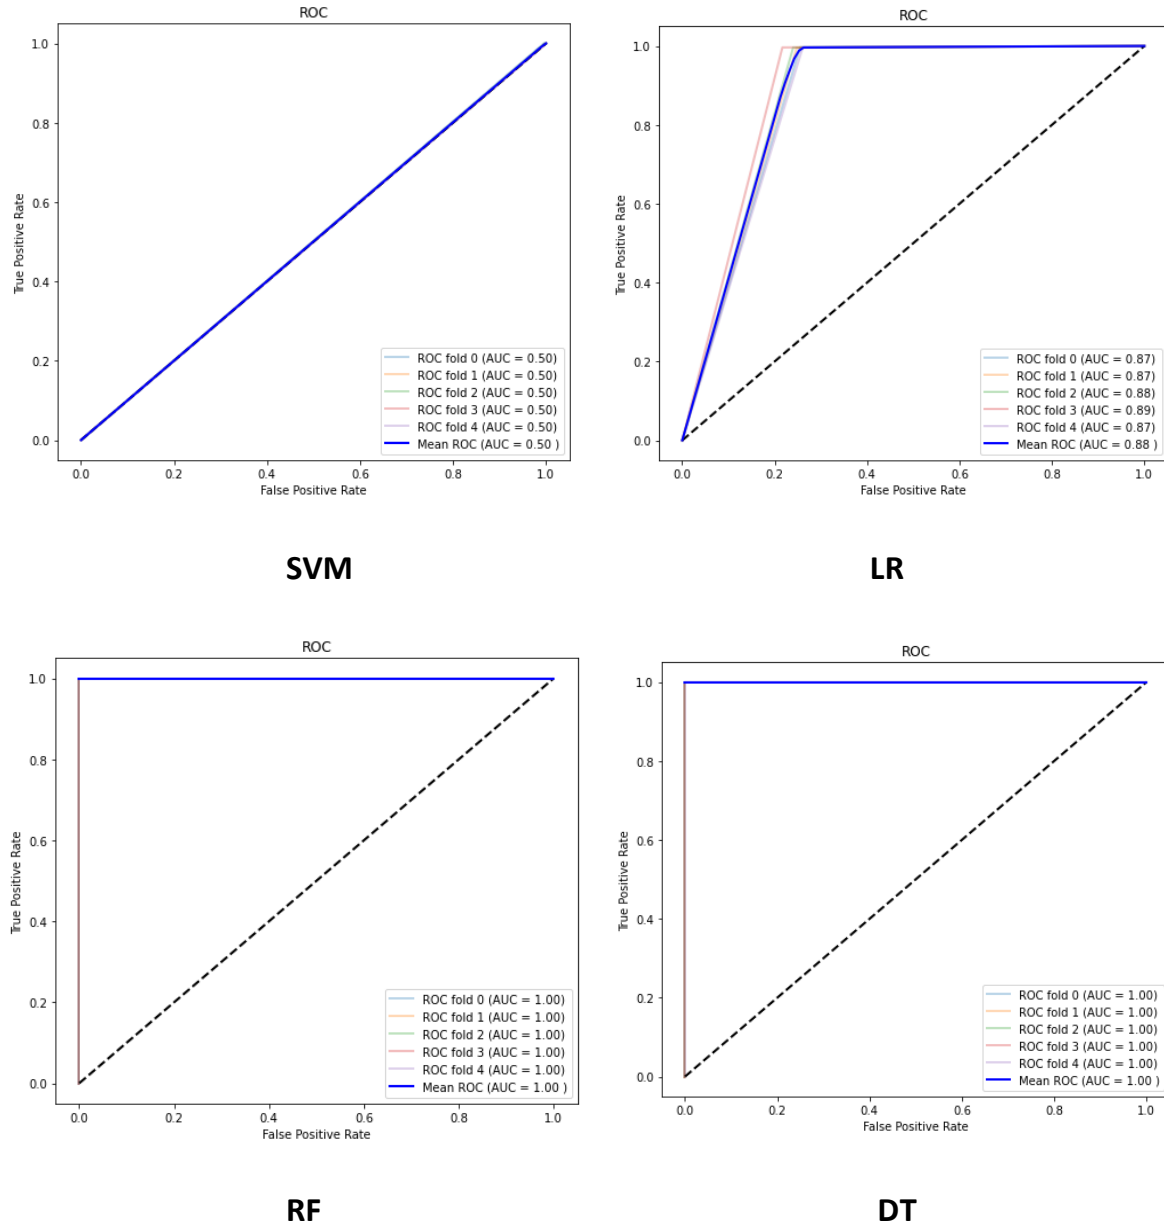 ROC
1.0
0.8
0.6
0.4
0.2
0.0
True Positive Rate
ROC fold 0 (AUC = 0.50)
ROC fold 1 (AUC = 0.50)
ROC fold 2 (AUC = 0.50)
ROC fold 3 (AUC = 0.50)
ROC fold 4 (AUC = 0.50)
Mean ROC (AUC = 0.50 )
0.0 0.2 0.4 0.6 0.8 1.0
False Positive Rate
SVM
ROC
1.0
0.8
0.6
0.4
0.2
0.0
True Positive Rate
ROC fold 0 (AUC = 0.87)
ROC fold 1 (AUC = 0.87)
ROC fold 2 (AUC = 0.88)
ROC fold 3 (AUC = 0.89)
ROC fold 4 (AUC = 0.87)
Mean ROC (AUC = 0.88 )
0.0 0.2 0.4 0.6 0.8 1.0
False Positive Rate
LR
ROC
1.0
0.8
0.6
0.4
0.2
0.0
True Positive Rate
ROC fold 0 (AUC = 1.00)
ROC fold 1 (AUC = 1.00)
ROC fold 2 (AUC = 1.00)
ROC fold 3 (AUC = 1.00)
ROC fold 4 (AUC = 1.00)
Mean ROC (AUC = 1.00 )
0.0 0.2 0.4 0.6 0.8 1.0
False Positive Rate
RF
ROC
1.0
0.8
0.6
0.4
0.2
0.0
True Positive Rate
ROC fold 0 (AUC = 1.00)
ROC fold 1 (AUC = 1.00)
ROC fold 2 (AUC = 1.00)
ROC fold 3 (AUC = 1.00)
ROC fold 4 (AUC = 1.00)
Mean ROC (AUC = 1.00 )
0.0 0.2 0.4 0.6 0.8 1.0
False Positive Rate
DT